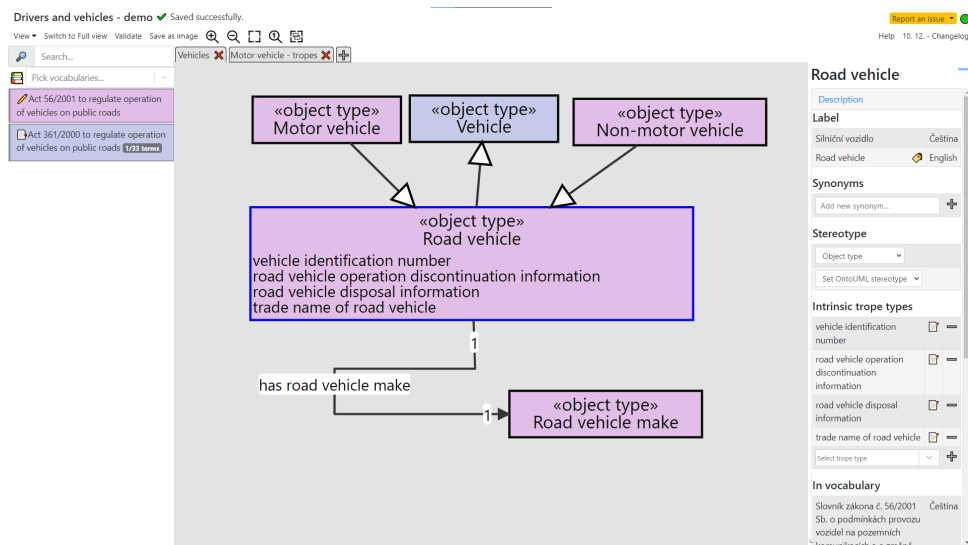 Drivers and vehicles - demo ✔ Saved successfully.
Report an issue
View Switch to Full view Validate Save as image
Help 10. 12. - Changelog
Search...
Vehicles Motor vehicle - tropes
Pick vocabularies...
Act 56/2001 to regulate operation
of vehicles on public roads
Act 361/2000 to regulate operation
of vehicles on public roads 1/33 terms
«object type»
Motor vehicle
«object type»
Vehicle
«object type»
Non-motor vehicle
«object type»
Road vehicle
vehicle identification number
road vehicle operation discontinuation information
road vehicle disposal information
trade name of road vehicle
1
has road vehicle make
1
«object type»
Road vehicle make
Road vehicle
Description
Label
Silniční vozidlo Čeština
Road vehicle English
Synonyms
Add new synonym...
Stereotype
Object type
Set OntoUML stereotype
Intrinsic trope types
vehicle identification
number
road vehicle operation
discontinuation
information
road vehicle disposal
information
trade name of road vehicle
Select trope type
In vocabulary
Slovník zákona č. 56/2001 Čeština
Sb. o podmínkách provozu
vozidel na pozemních